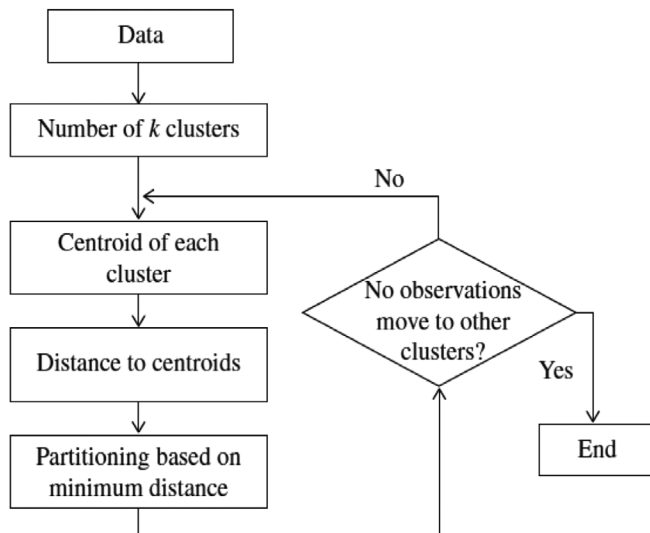 Data
Number of k clusters
No
Centroid of each
cluster
No observations
move to other
clusters?
Distance to centroids
Yes
Partitioning based on
minimum distance
End